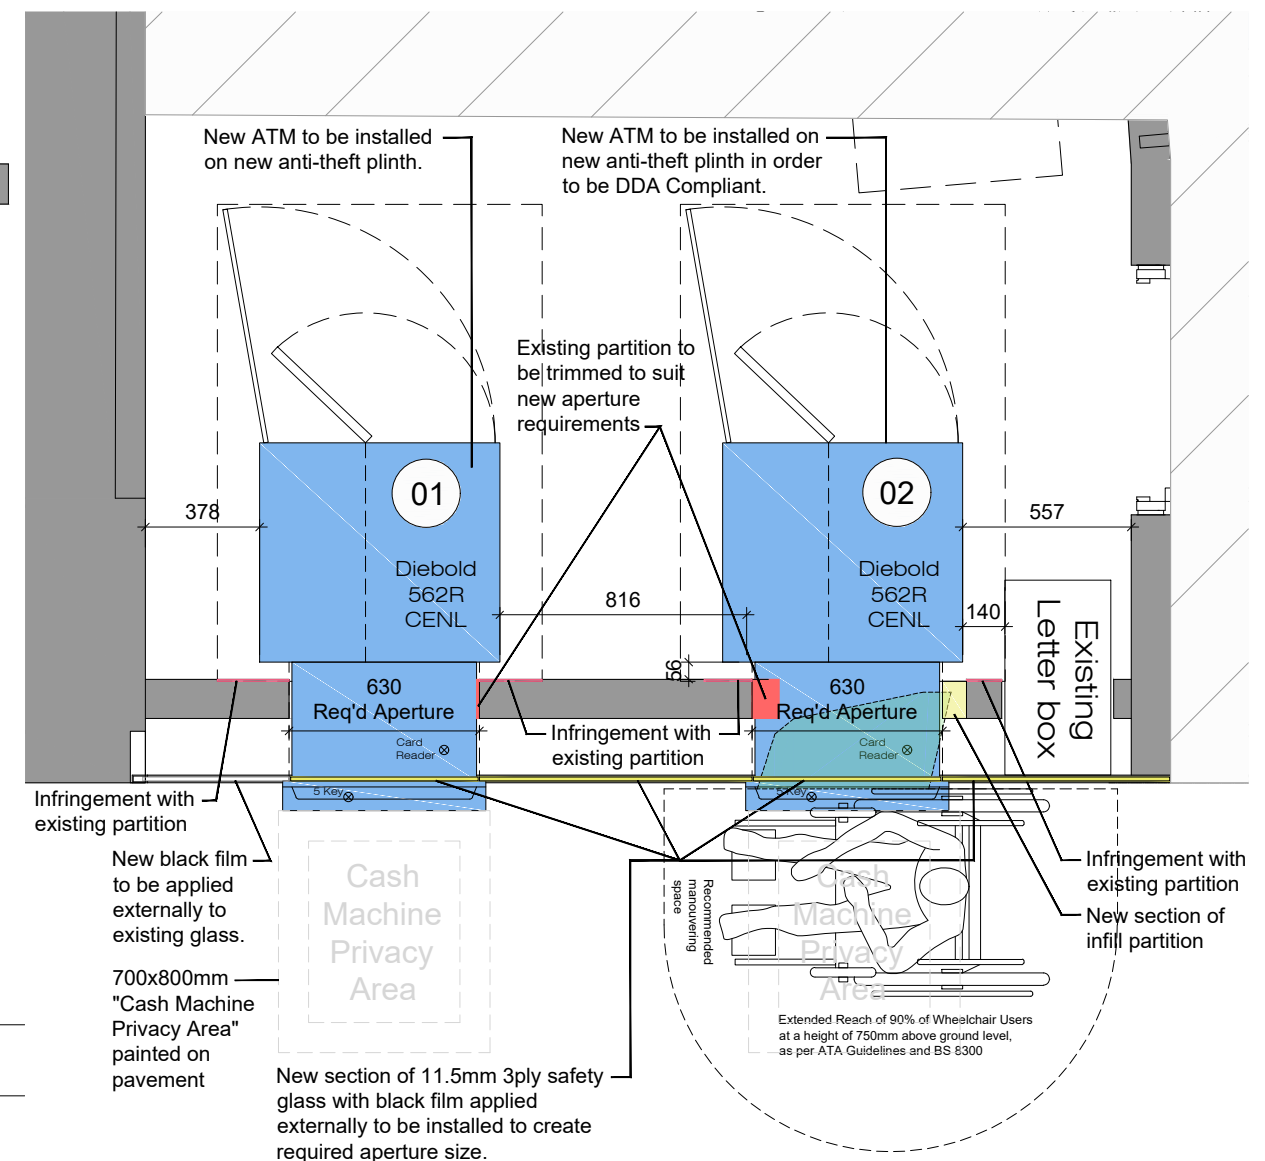 New ATM to be installed
on new anti-theft plinth.
New ATM to be installed on
new anti-theft plinth in order
to be DDA Compliant.
Existing partition to
be trimmed to suit
new aperture
requirements
01
02
378
557
Diebold
562R
CENL
Diebold
562R
CENL
816
140
Existing
Letter box
56
630
Req'd Aperture
630
Req'd Aperture
Infringement with
existing partition
Card
Reader
Card
Reader
5 Key
5 Key
Infringement with
existing partition
New black film
to be applied
externally to
existing glass.
700x800mm
"Cash Machine
Privacy Area"
painted on
pavement
Cash
Machine
Privacy
Area
Recommended
manouvering
space
Cash
Machine
Privacy
Area
Infringement with
existing partition
New section of
infill partition
Extended Reach of 90% of Wheelchair Users
at a height of 750mm above ground level,
as per ATA Guidelines and BS 8300
New section of 11.5mm 3ply safety
glass with black film applied
externally to be installed to create
required aperture size.